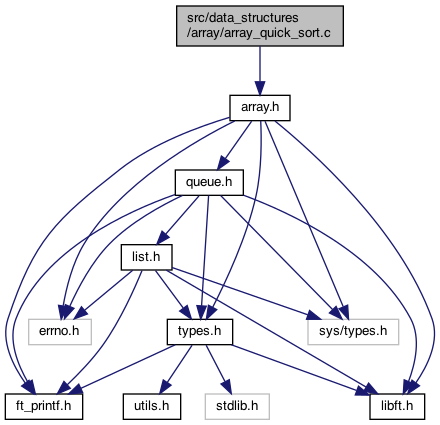 src/data_structures
/array/array_quick_sort.c
array.h
queue.h
list.h
errno.h
types.h
sys/types.h
ft_printf.h
utils.h
stdlib.h
libft.h